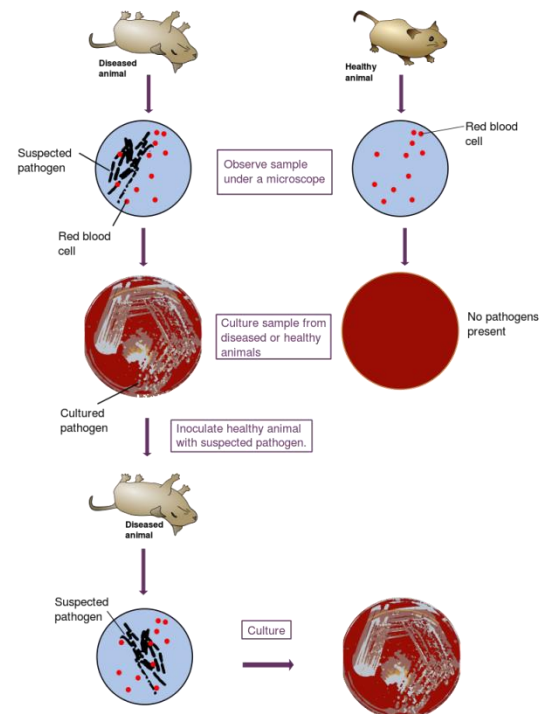 Diseased
animal
Healthy
animal
Suspected
pathogen
Red blood
cell
Observe sample
under a microscope
Red blood
cell
Culture sample from
diseased or healthy
animals
No pathogens
present
Cultured
pathogen
Inoculate healthy animal
with suspected pathogen.
Diseased
animal
Suspected
pathogen
Culture